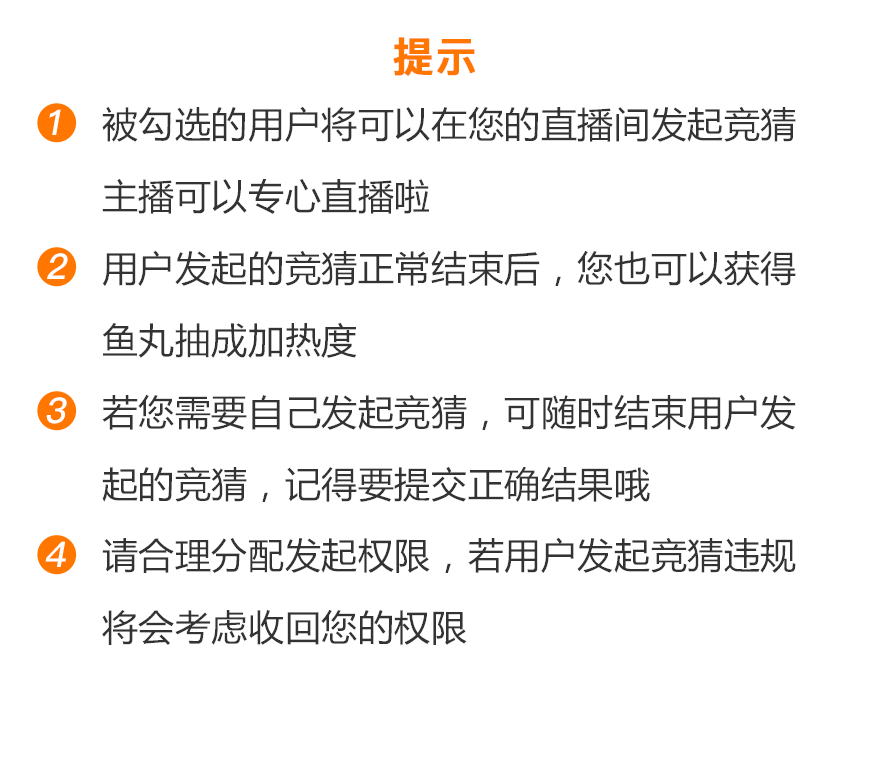 提示
1 被勾选的用户将可以在您的直播间发起竞猜
主播可以专心直播啦
2 用户发起的竞猜正常结束后，您也可以获得
鱼丸抽成加热度
3 若您需要自己发起竞猜，可随时结束用户发
起的竞猜，记得要提交正确结果哦
4 请合理分配发起权限，若用户发起竞猜违规
将会考虑收回您的权限